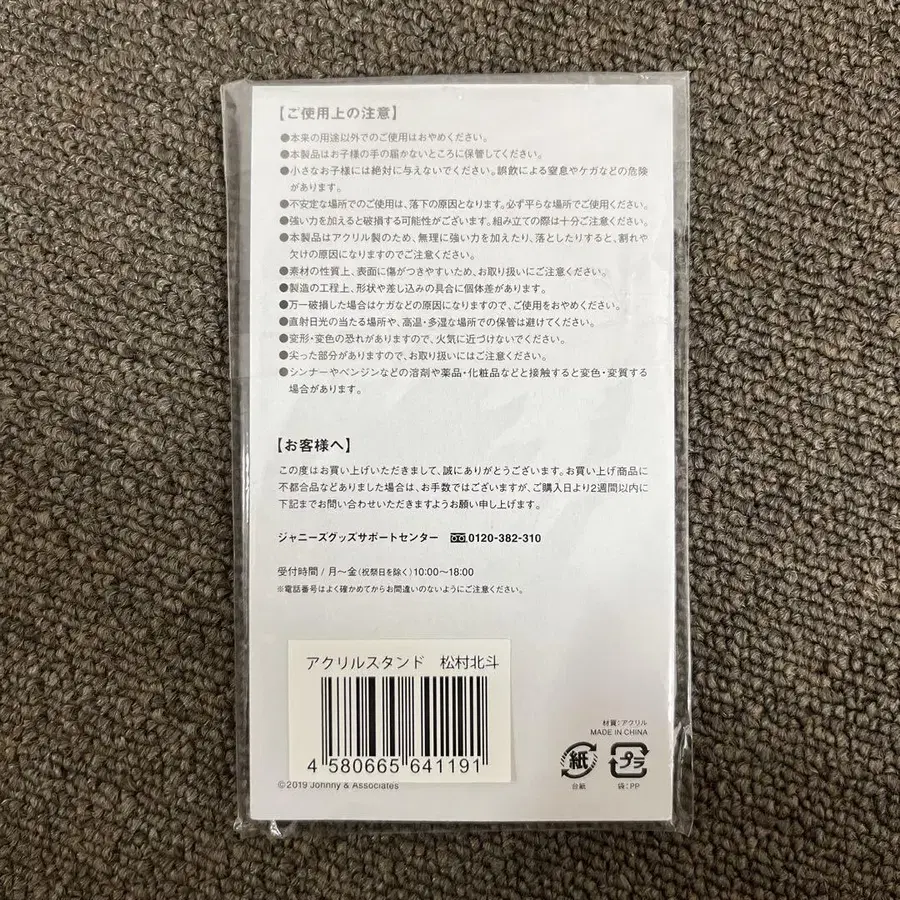 【ご使用上の注意】
●本来の用途以外でのご使用はおやめください。
●本製品はお子様の手の届かないところに保管してください。
●小さなお子様には絶対に与えないでください。誤飲による窒息やケガなどの危険
があります。
●不安定な場所でのご使用は、落下の原因となります。必ず平らな場所でご使用ください。
●強い力を加えると破損する可能性がございます。組み立ての際は十分ご注意ください。
●本製品はアクリル製のため、無理に強い力を加えたり、落としたりすると、割れや
欠けの原因になりますのでご注意ください。
●素材の性質上、表面に傷がつきやすいため、お取り扱いにご注意ください。
●製造の工程上、形状や差し込みの具合に個体差があります。
●万一破損した場合はケガなどの原因になりますので、ご使用をおやめください。
●直射日光の当たる場所や、高温・多湿な場所での保管は避けてください。
●変形・変色の恐れがありますので、火気に近づけないでください。
●尖った部分がありますので、お取り扱いにはご注意ください。
●シンナーやベンジンなどの溶剤や薬品・化粧品などと接触すると変色・変質する
場合があります。
【お客様へ】
この度はお買い上げいただきまして、誠にありがとうございます。お買い上げ商品に
不都合品などありました場合は、お手数ではございますが、ご購入日より2週間以内に
下記までお問い合わせいただきますようお願い申し上げます。
ジャニーズグッズサポートセンター 0120-382-310
受付時間 / 月〜金(祝祭日を除く)10:00〜18:00
※電話番号はよく確かめてからお間違いのないようにご注意ください。
アクリルスタンド 松村北斗
4 580665 641191
©2019 Johnny & Associates
材質:アクリル
MADE IN CHINA
紙 プラ
台紙 袋:PP